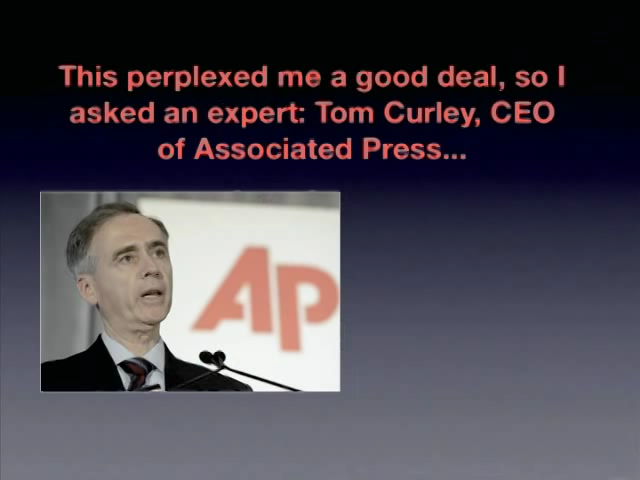 This perplexed me a good deal, so I
asked an expert: Tom Curley, CEO
of Associated Press...
AP